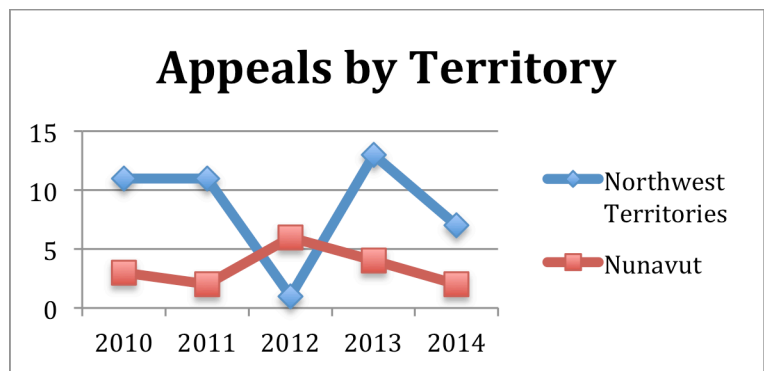 Appeals by Territory
15
10
5
0
2010 2011 2012 2013 2014
Northwest
Territories
Nunavut